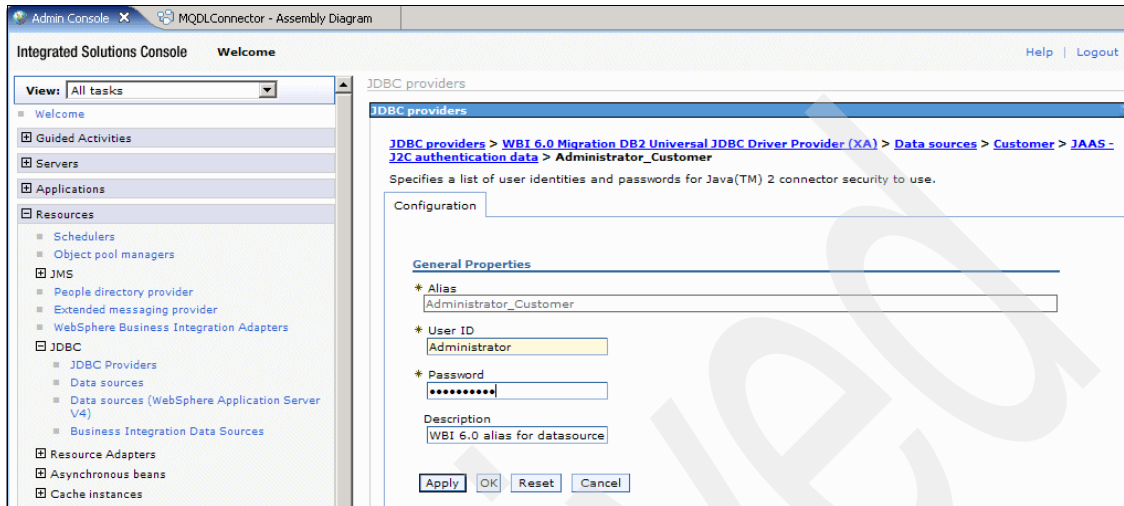 Admin Console
MQDLConnector - Assembly Diagram
Integrated Solutions Console Welcome
Help | Logout
View: All tasks
Welcome
Guided Activities
Servers
Applications
Resources
Schedulers
Object pool managers
JMS
People directory provider
Extended messaging provider
WebSphere Business Integration Adapters
JDBC
JDBC Providers
Data sources
Data sources (WebSphere Application Server
V4)
Business Integration Data Sources
Resource Adapters
Asynchronous beans
Cache instances
JDBC providers
JDBC providers
JDBC providers > WBI 6.0 Migration DB2 Universal JDBC Driver Provider (XA) > Data sources > Customer > JAAS -
J2C authentication data > Administrator_Customer
Specifies a list of user identities and passwords for Java(TM) 2 connector security to use.
Configuration
General Properties
* Alias
Administrator_Customer
* User ID
Administrator
* Password
••••••••••
Description
WBI 6.0 alias for datasource
Apply OK Reset Cancel